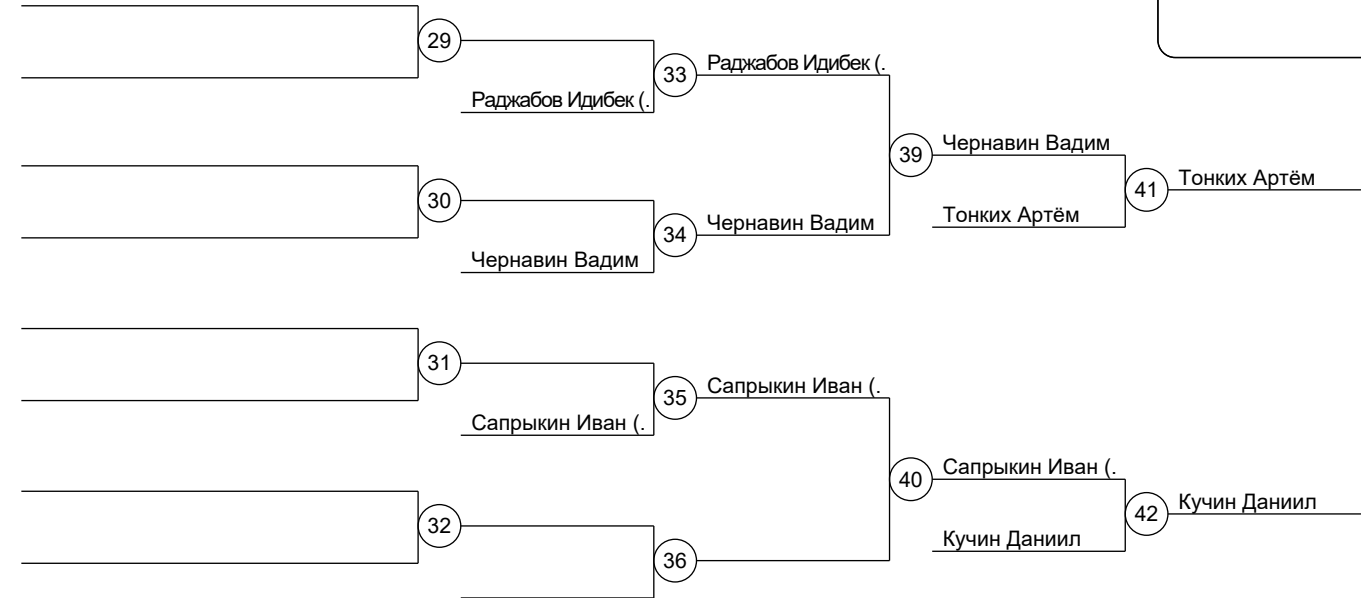 29
33
Раджабов Идибек (.
Раджабов Идибек (.
39
Чернавин Вадим
41
Тонких Артём
30
34
Чернавин Вадим
Тонких Артём
Чернавин Вадим
31
35
Сапрыкин Иван (.
Сапрыкин Иван (.
40
Сапрыкин Иван (.
42
Кучин Даниил
32
36
Кучин Даниил